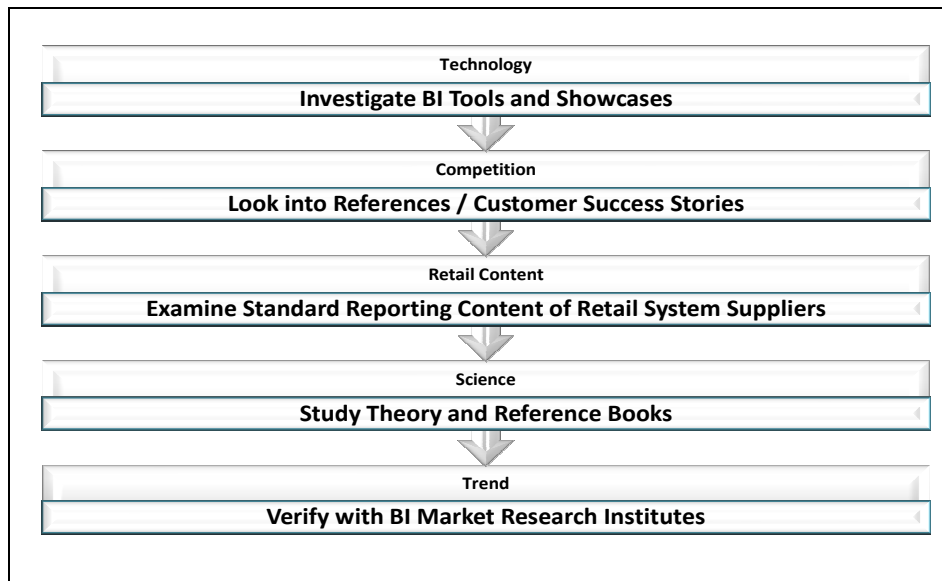 Technology
Investigate BI Tools and Showcases
Competition
Look into References / Customer Success Stories
Retail Content
Examine Standard Reporting Content of Retail System Suppliers
Science
Study Theory and Reference Books
Trend
Verify with BI Market Research Institutes